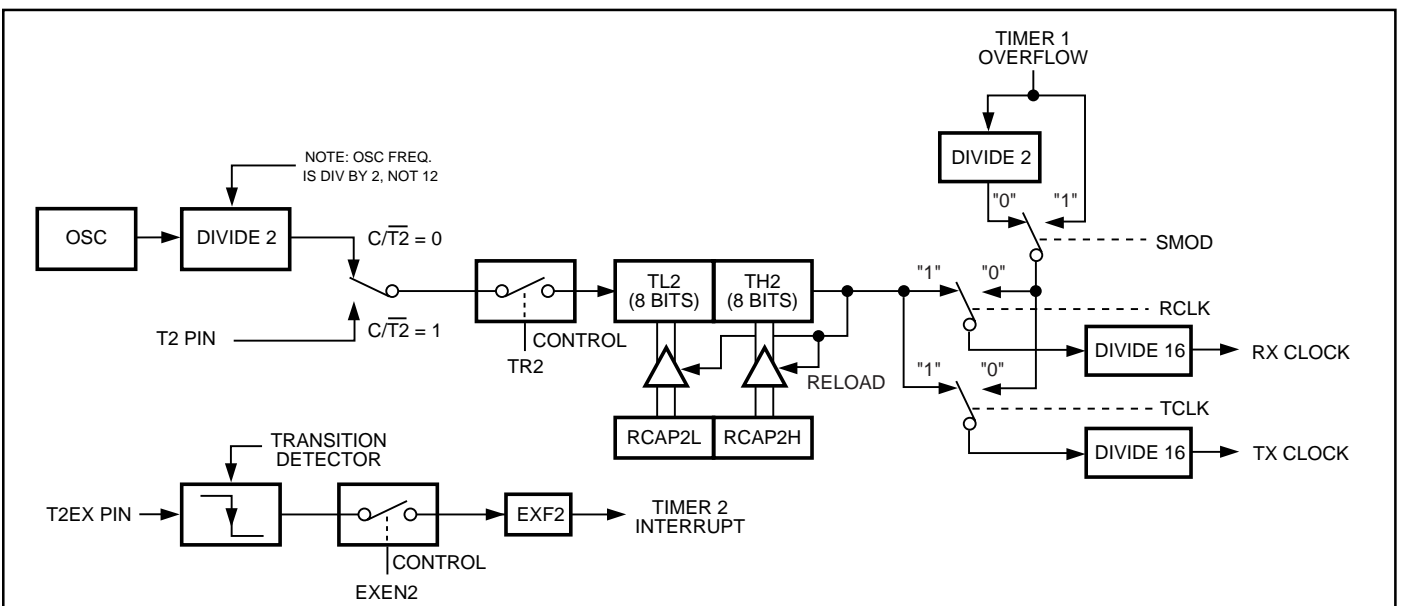 TIMER 1
OVERFLOW
NOTE: OSC FREQ.
IS DIV BY 2, NOT 12
DIVIDE 2
"0"
"1"
OSC
DIVIDE 2
C/T̅2̅ = 0
SMOD
TL2
(8 BITS)
TH2
(8 BITS)
"1"
"0"
RCLK
T2 PIN
C/T̅2̅ = 1
CONTROL
TR2
DIVIDE 16
RX CLOCK
RELOAD
"1"
"0"
TCLK
RCAP2L
RCAP2H
TRANSITION
DETECTOR
DIVIDE 16
TX CLOCK
T2EX PIN
EXF2
TIMER 2
INTERRUPT
CONTROL
EXEN2